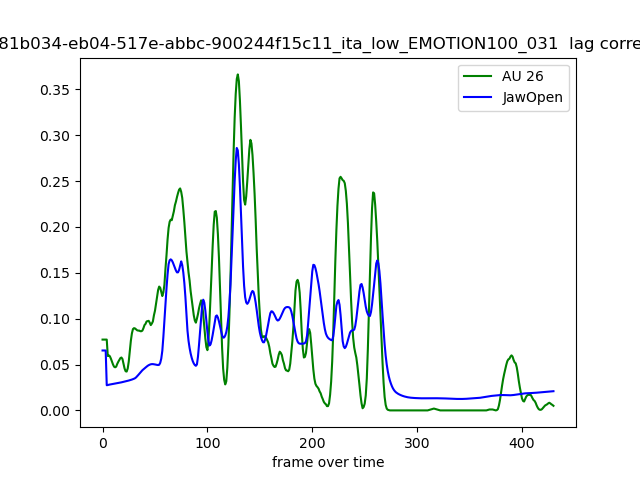 81b034-eb04-517e-abbc-900244f15c11_ita_low_EMOTION100_031 lag corre
AU 26
JawOpen
0.35
0.30
0.25
0.20
0.15
0.10
0.05
0.00
0 100 200 300 400
frame over time